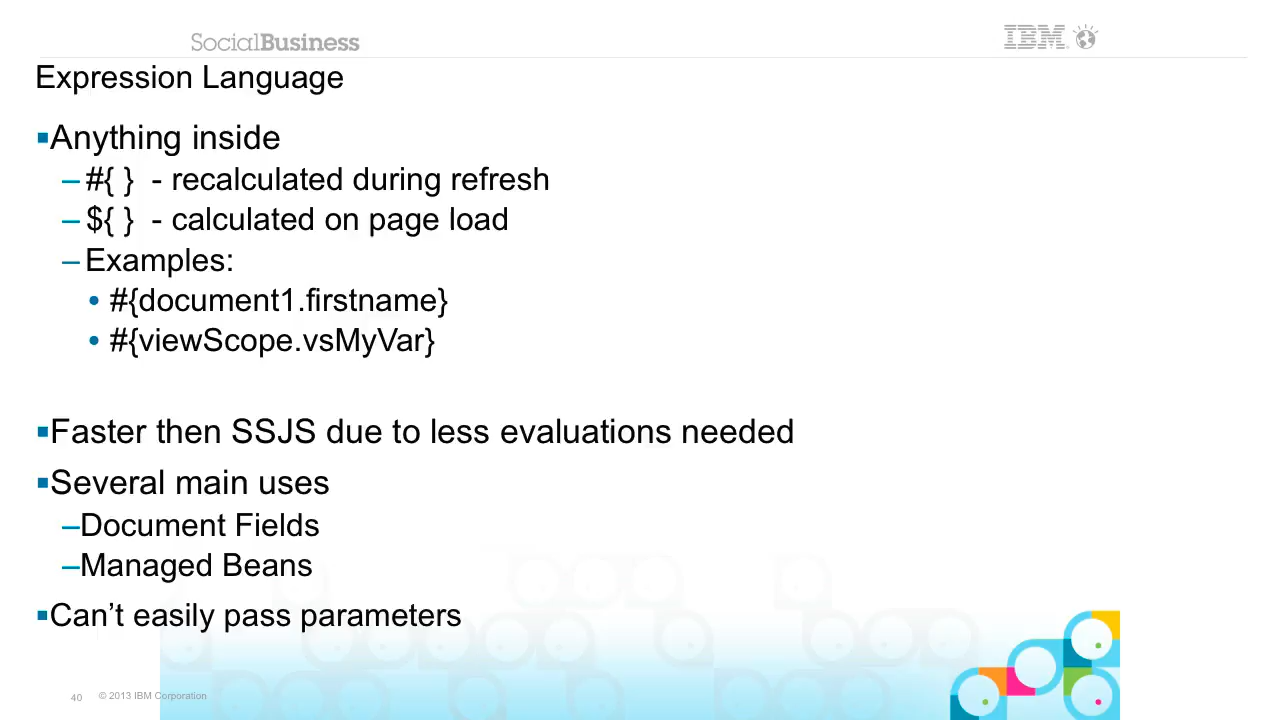 SocialBusiness
IBM
Expression Language
▪Anything inside
– #{ } - recalculated during refresh
– ${ } - calculated on page load
– Examples:
• #{document1.firstname}
• #{viewScope.vsMyVar}
▪Faster then SSJS due to less evaluations needed
▪Several main uses
–Document Fields
–Managed Beans
▪Can’t easily pass parameters
40 © 2013 IBM Corporation